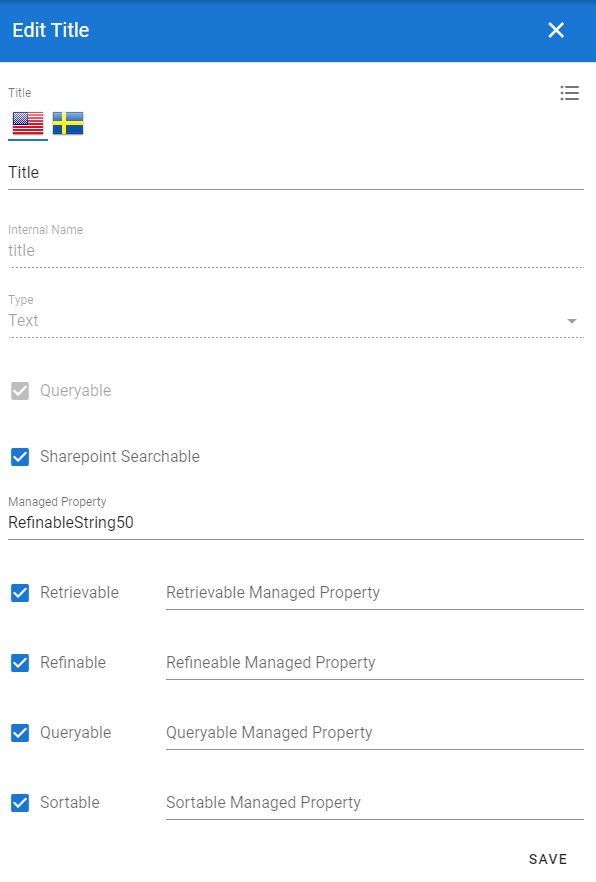 Edit Title
Title
Title
Internal Name
title
Type
Text
Queryable
Sharepoint Searchable
Managed Property
RefinableString50
Retrievable Retrievable Managed Property
Refinable Refineable Managed Property
Queryable Queryable Managed Property
Sortable Sortable Managed Property
SAVE